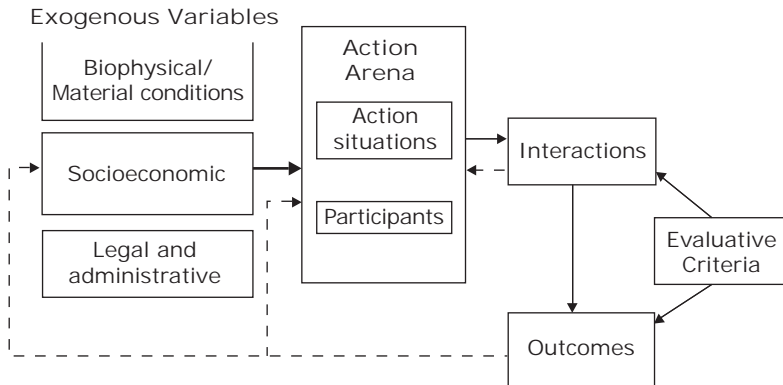 Exogenous Variables
Biophysical/
Material conditions
Socioeconomic
Legal and
administrative
Action
Arena
Action
situations
Participants
Interactions
Evaluative
Criteria
Outcomes